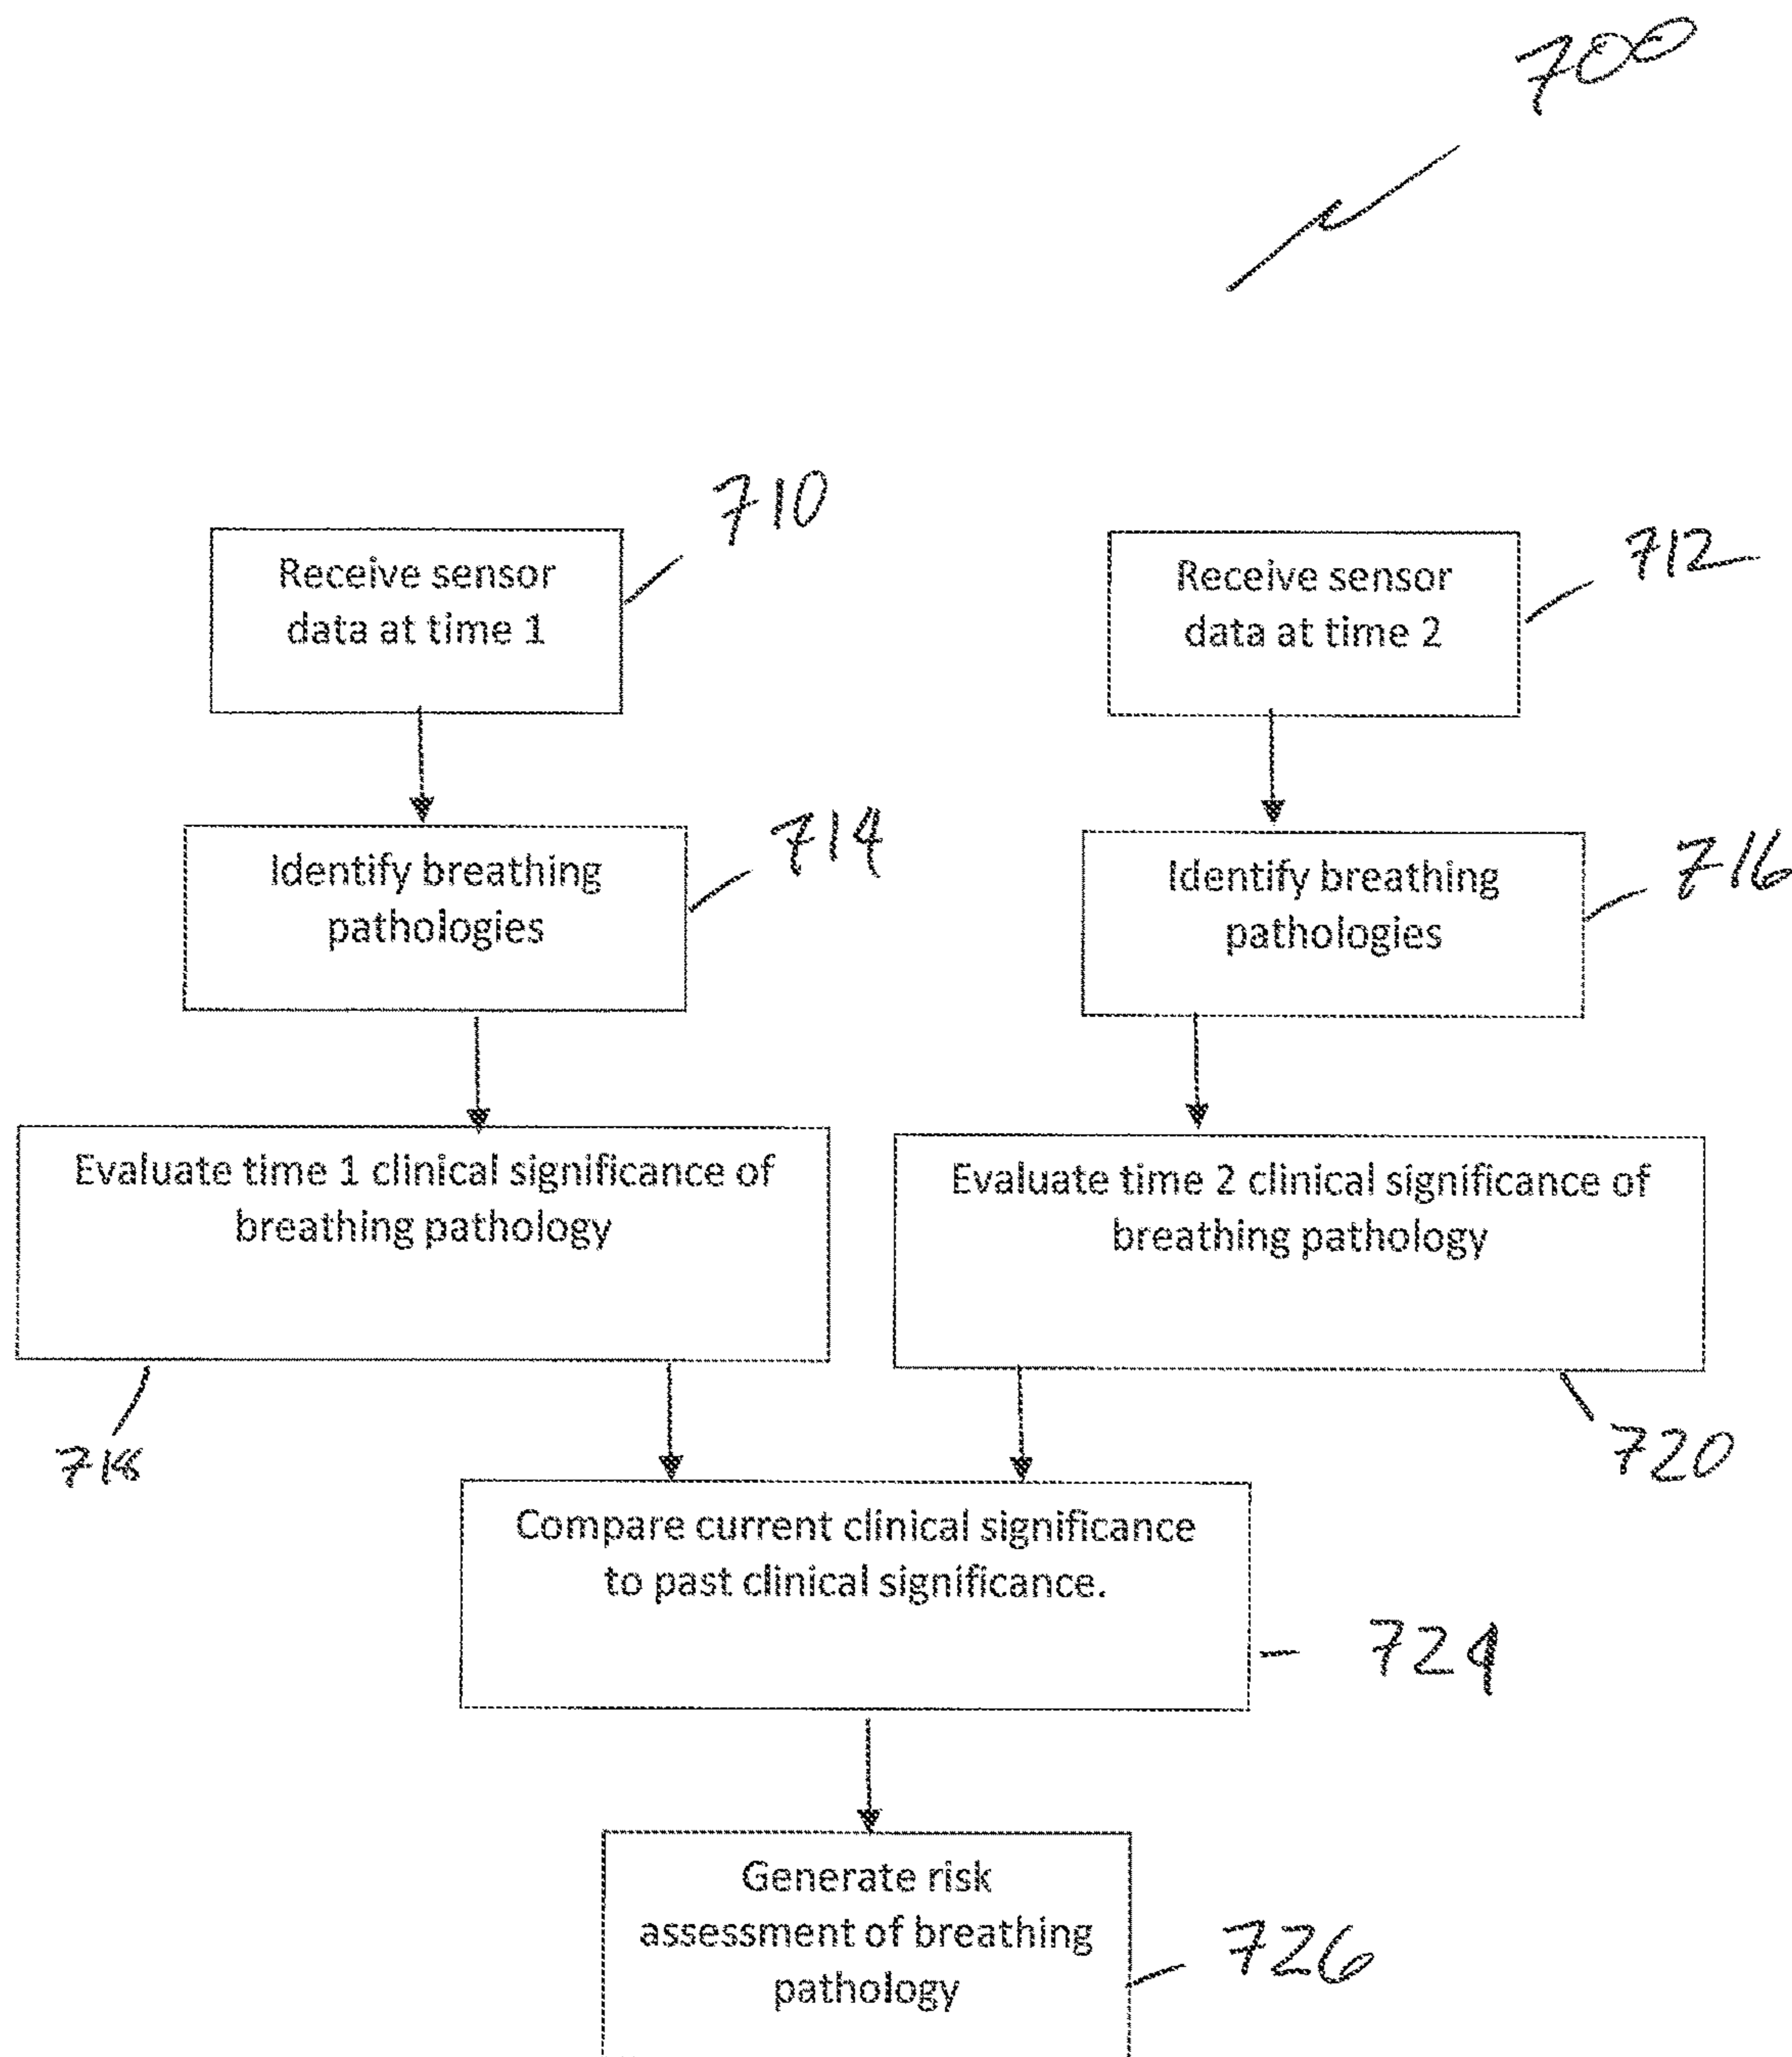 700
710
Receive sensor
data at time 1
712
Receive sensor
data at time 2
714
Identify breathing
pathologies
716
Identify breathing
pathologies
Evaluate time 1 clinical significance of
breathing pathology
718
Evaluate time 2 clinical significance of
breathing pathology
720
Compare current clinical significance
to past clinical significance.
724
Generate risk
assessment of breathing
pathology
726